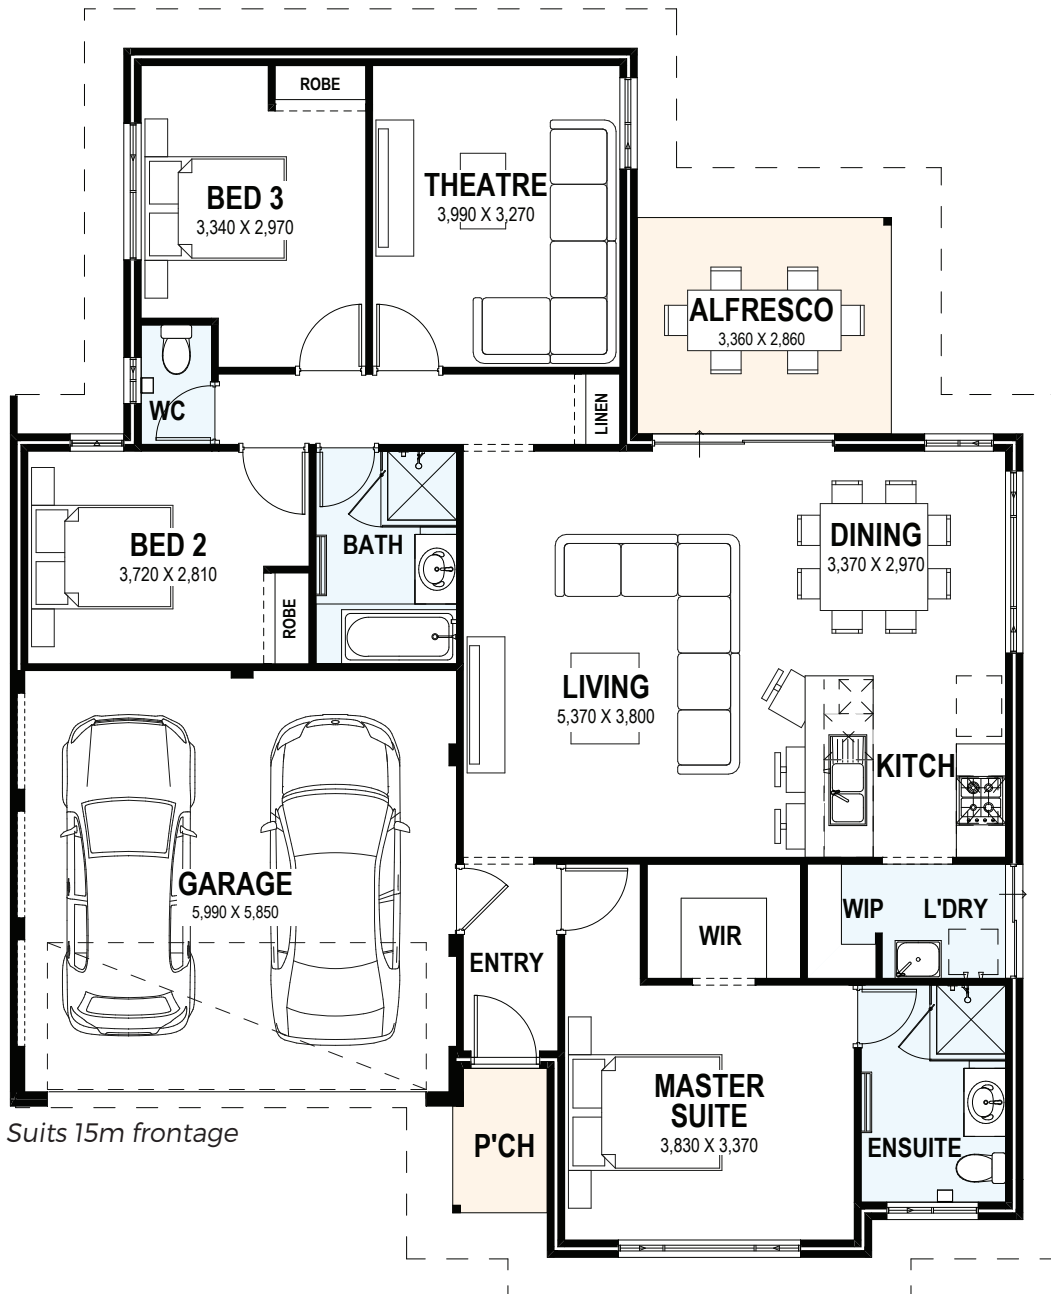 ROBE
BED 3
3,340 X 2,970
THEATRE
3,990 X 3,270
ALFRESCO
3,360 X 2,860
WC
LINEN
BED 2
3,720 X 2,810
ROBE
BATH
DINING
3,370 X 2,970
LIVING
5,370 X 3,800
KITCH
GARAGE
5,990 X 5,850
ENTRY
WIR
WIP
L'DRY
MASTER
SUITE
3,830 X 3,370
ENSUITE
P'CH
Suits 15m frontage